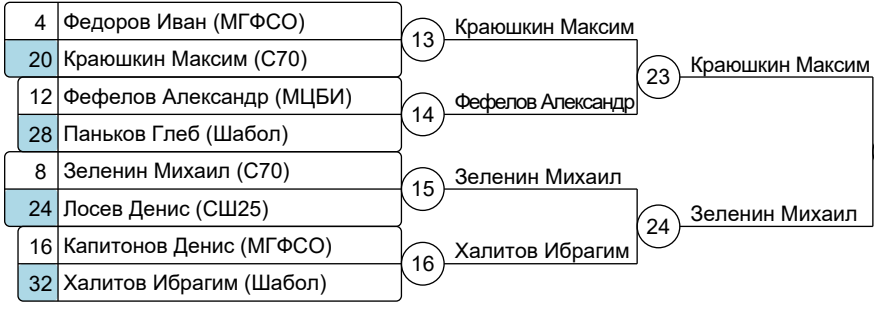 4 Федоров Иван (МГФСО)
20 Краюшкин Максим (С70)
12 Фефелов Александр (МЦБИ)
28 Паньков Глеб (Шабол)
8 Зеленин Михаил (С70)
24 Лосев Денис (СШ25)
16 Капитонов Денис (МГФСО)
32 Халитов Ибрагим (Шабол)
13 Краюшкин Максим
14 Фефелов Александр
15 Зеленин Михаил
16 Халитов Ибрагим
23 Краюшкин Максим
24 Зеленин Михаил